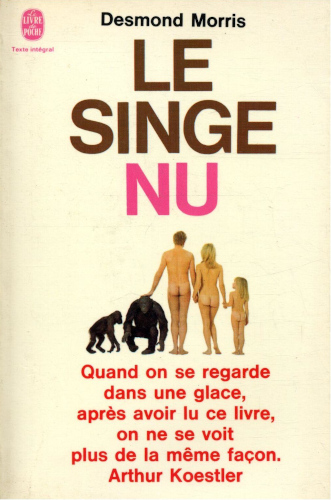 Desmond Morris
LE LIVRE
de
POCHE
Texte intégral
LE
SINGE
NU
Quand on se regarde
dans une glace,
après avoir lu ce livre,
on ne se voit
plus de la même façon.
Arthur Koestler